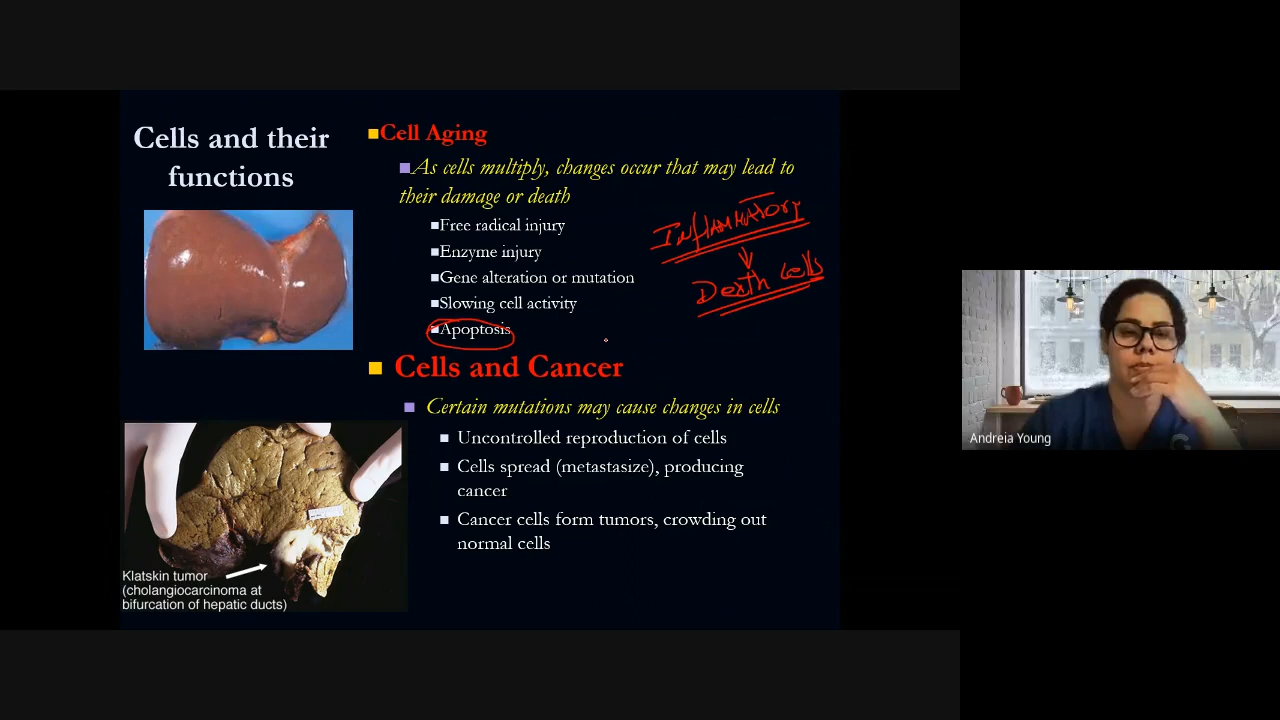 Cells and their
functions
Cell Aging
As cells multiply, changes occur that may lead to
their damage or death
Free radical injury
Enzyme injury
Gene alteration or mutation
Slowing cell activity
Apoptosis
INFLAMMATORY
Death cells
Cells and Cancer
Certain mutations may cause changes in cells
Uncontrolled reproduction of cells
Cells spread (metastasize), producing
cancer
Cancer cells form tumors, crowding out
normal cells
Klatskin tumor
(cholangiocarcinoma at
bifurcation of hepatic ducts)
Andreia Young